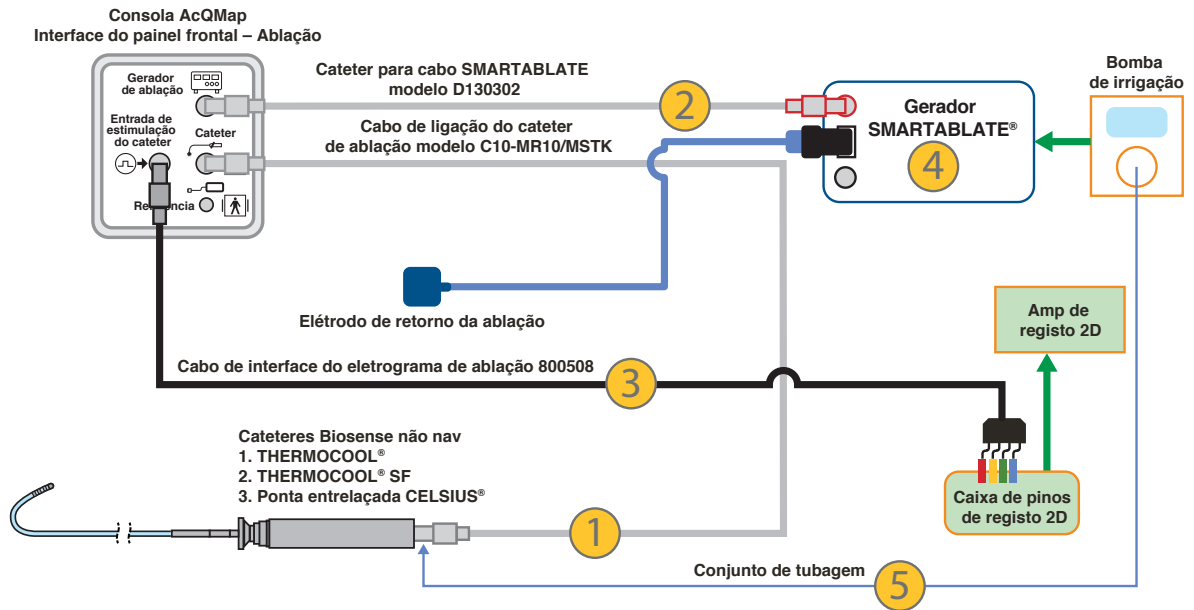 Consola AcQMap
Interface do painel frontal – Ablação
Gerador
de ablação
Entrada de
estimulação
do cateter
Cateter
Cateter para cabo SMARTABLATE
modelo D130302
2
Cabo de ligação do cateter
de ablação modelo C10-MR10/MSTK
Gerador
SMARTABLATE®
4
Bomba
de irrigação
Elétrodo de retorno da ablação
Amp de
registo 2D
Cabo de interface do eletrograma de ablação 800508
3
Cateteres Biosense não nav
1. THERMOCOOL®
2. THERMOCOOL® SF
3. Ponta entrelaçada CELSIUS®
Caixa de pinos
de registo 2D
1
Conjunto de tubagem
5